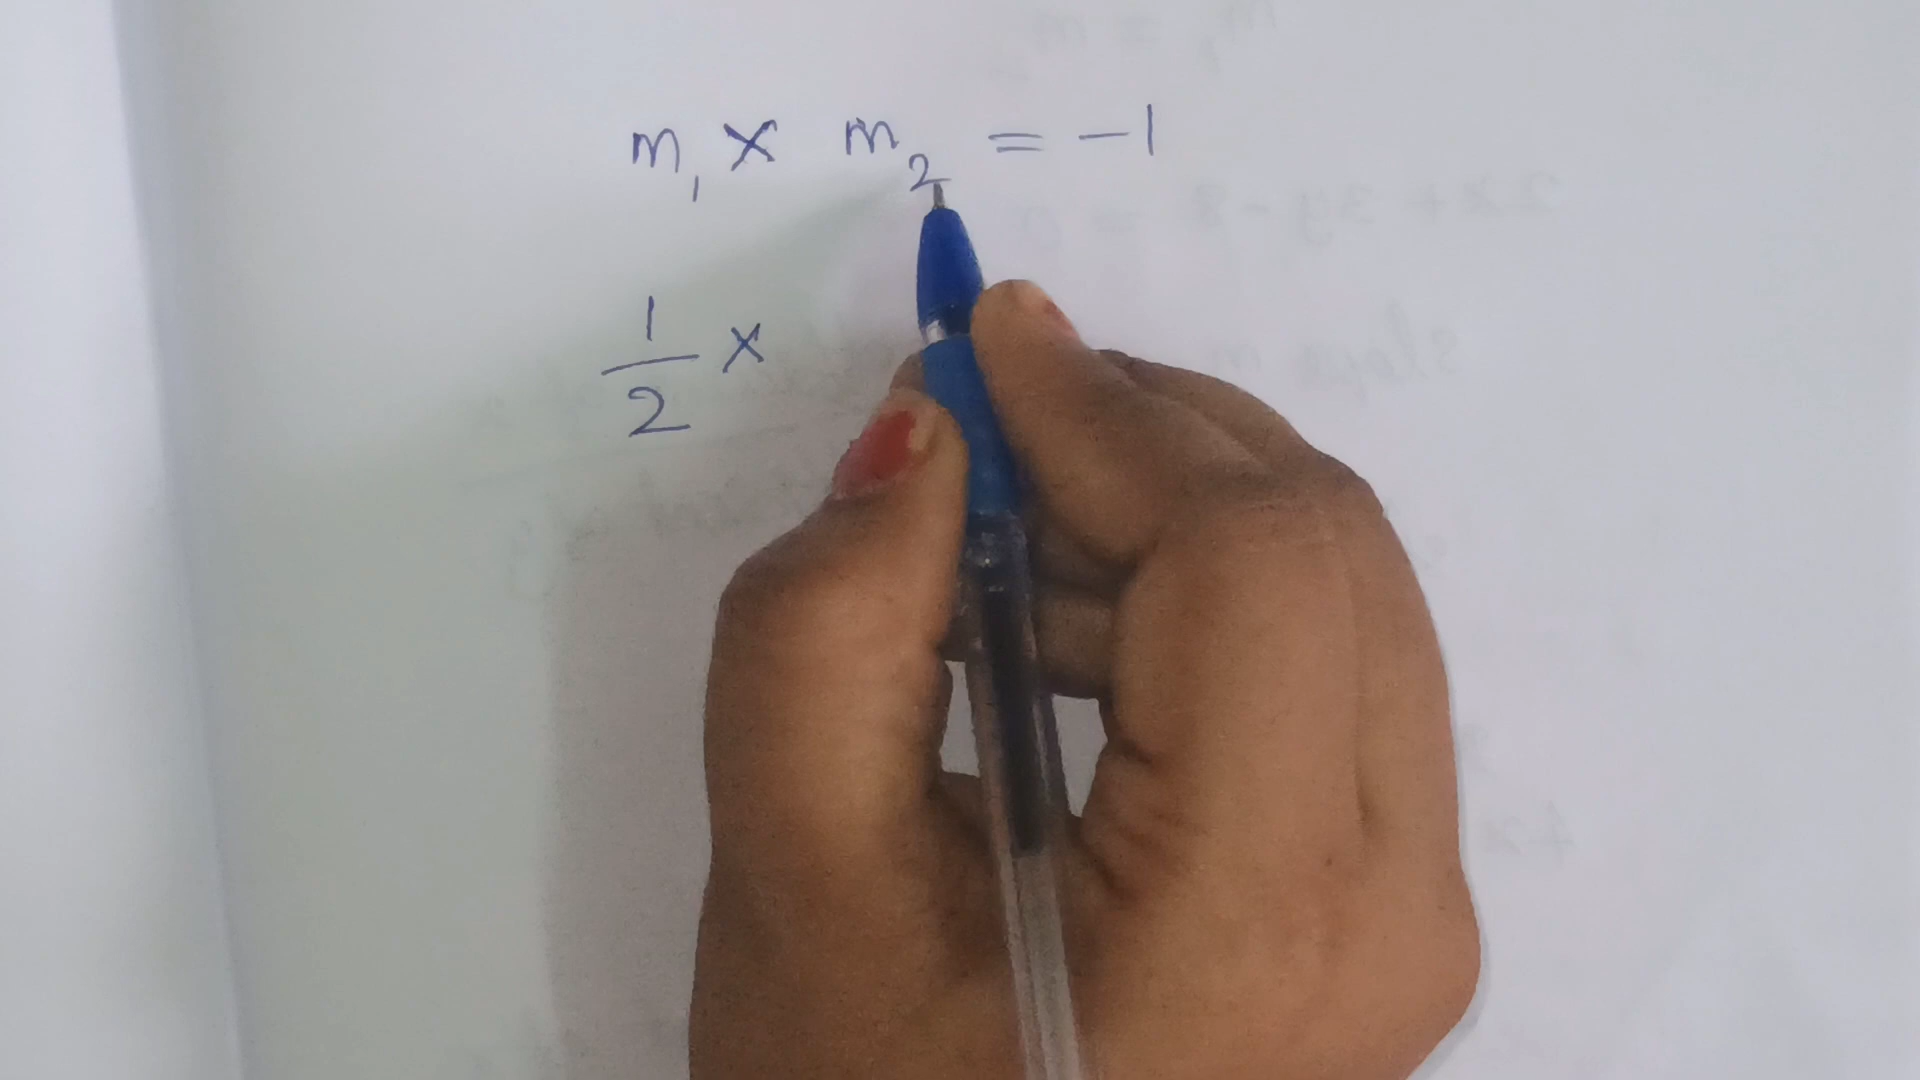 m₁ × m₂ = -1
1/2 ×